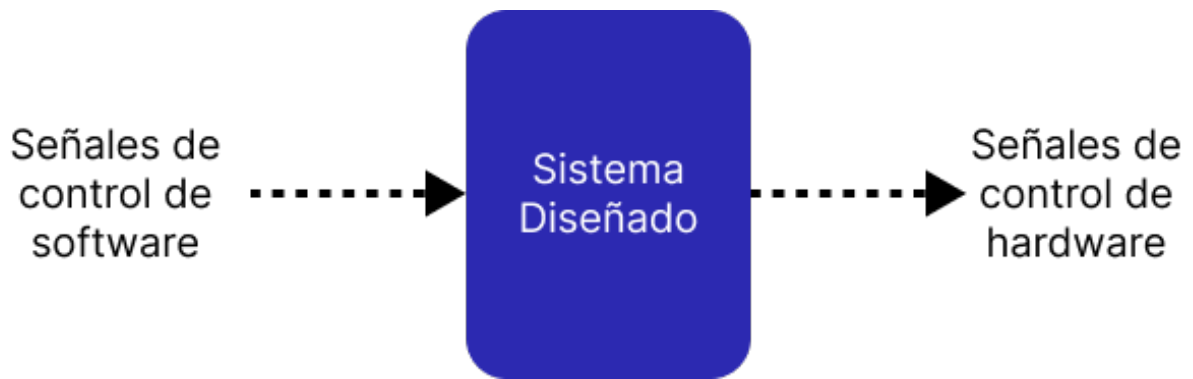 Señales de
control de
software
Sistema
Diseñado
Señales de
control de
hardware